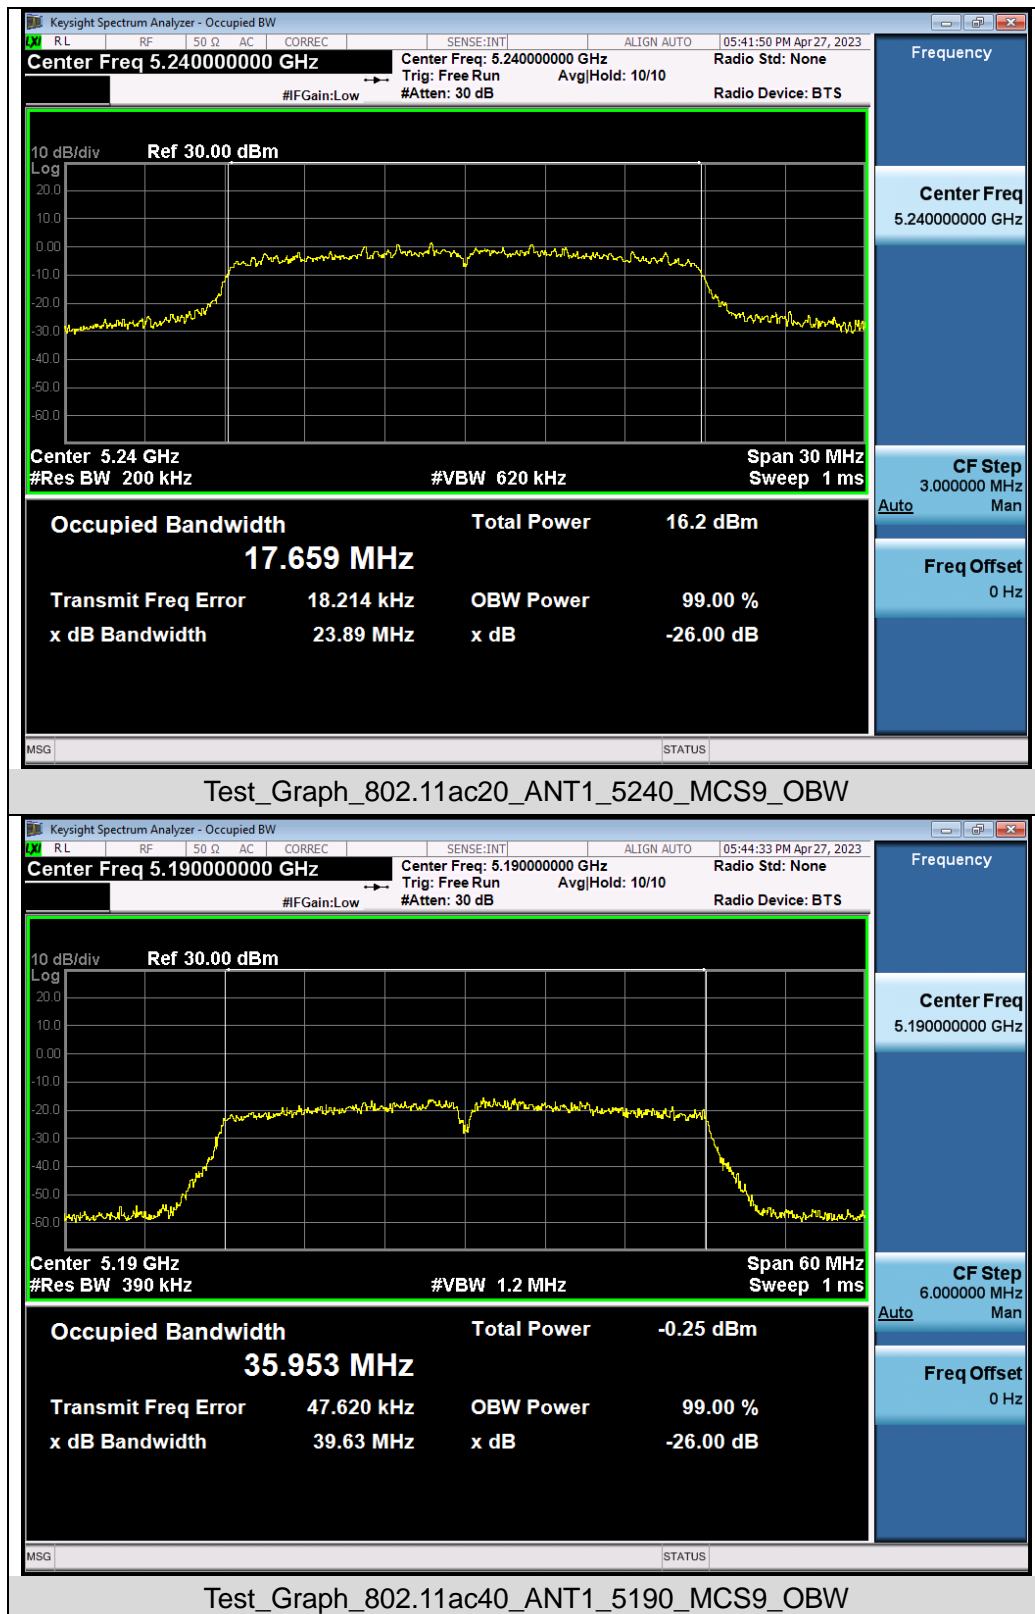 Keysight Spectrum Analyzer - Occupied BW
LXI RL RF 50 Ω AC CORREC SENSE:INT ALIGN AUTO 05:41:50 PM Apr 27, 2023
Center Freq 5.240000000 GHz
Center Freq: 5.240000000 GHz Radio Std: None
Trig: Free Run Avg|Hold: 10/10
#IFGain:Low #Atten: 30 dB Radio Device: BTS
Frequency
10 dB/div Ref 30.00 dBm
Log
20.0
10.0
0.00
-10.0
-20.0
-30.0
-40.0
-50.0
-60.0
Center Freq
5.240000000 GHz
Center 5.24 GHz Span 30 MHz
#Res BW 200 kHz #VBW 620 kHz Sweep 1 ms
CF Step
3.000000 MHz
Auto Man
Occupied Bandwidth Total Power 16.2 dBm
17.659 MHz
Freq Offset
0 Hz
Transmit Freq Error 18.214 kHz OBW Power 99.00 %
x dB Bandwidth 23.89 MHz x dB -26.00 dB
MSG STATUS
Test_Graph_802.11ac20_ANT1_5240_MCS9_OBW
Keysight Spectrum Analyzer - Occupied BW
LXI RL RF 50 Ω AC CORREC SENSE:INT ALIGN AUTO 05:44:33 PM Apr 27, 2023
Center Freq 5.190000000 GHz
Center Freq: 5.190000000 GHz Radio Std: None
Trig: Free Run Avg|Hold: 10/10
#IFGain:Low #Atten: 30 dB Radio Device: BTS
Frequency
10 dB/div Ref 30.00 dBm
Log
20.0
10.0
0.00
-10.0
-20.0
-30.0
-40.0
-50.0
-60.0
Center Freq
5.190000000 GHz
Center 5.19 GHz Span 60 MHz
#Res BW 390 kHz #VBW 1.2 MHz Sweep 1 ms
CF Step
6.000000 MHz
Auto Man
Occupied Bandwidth Total Power -0.25 dBm
35.953 MHz
Freq Offset
0 Hz
Transmit Freq Error 47.620 kHz OBW Power 99.00 %
x dB Bandwidth 39.63 MHz x dB -26.00 dB
MSG STATUS
Test_Graph_802.11ac40_ANT1_5190_MCS9_OBW